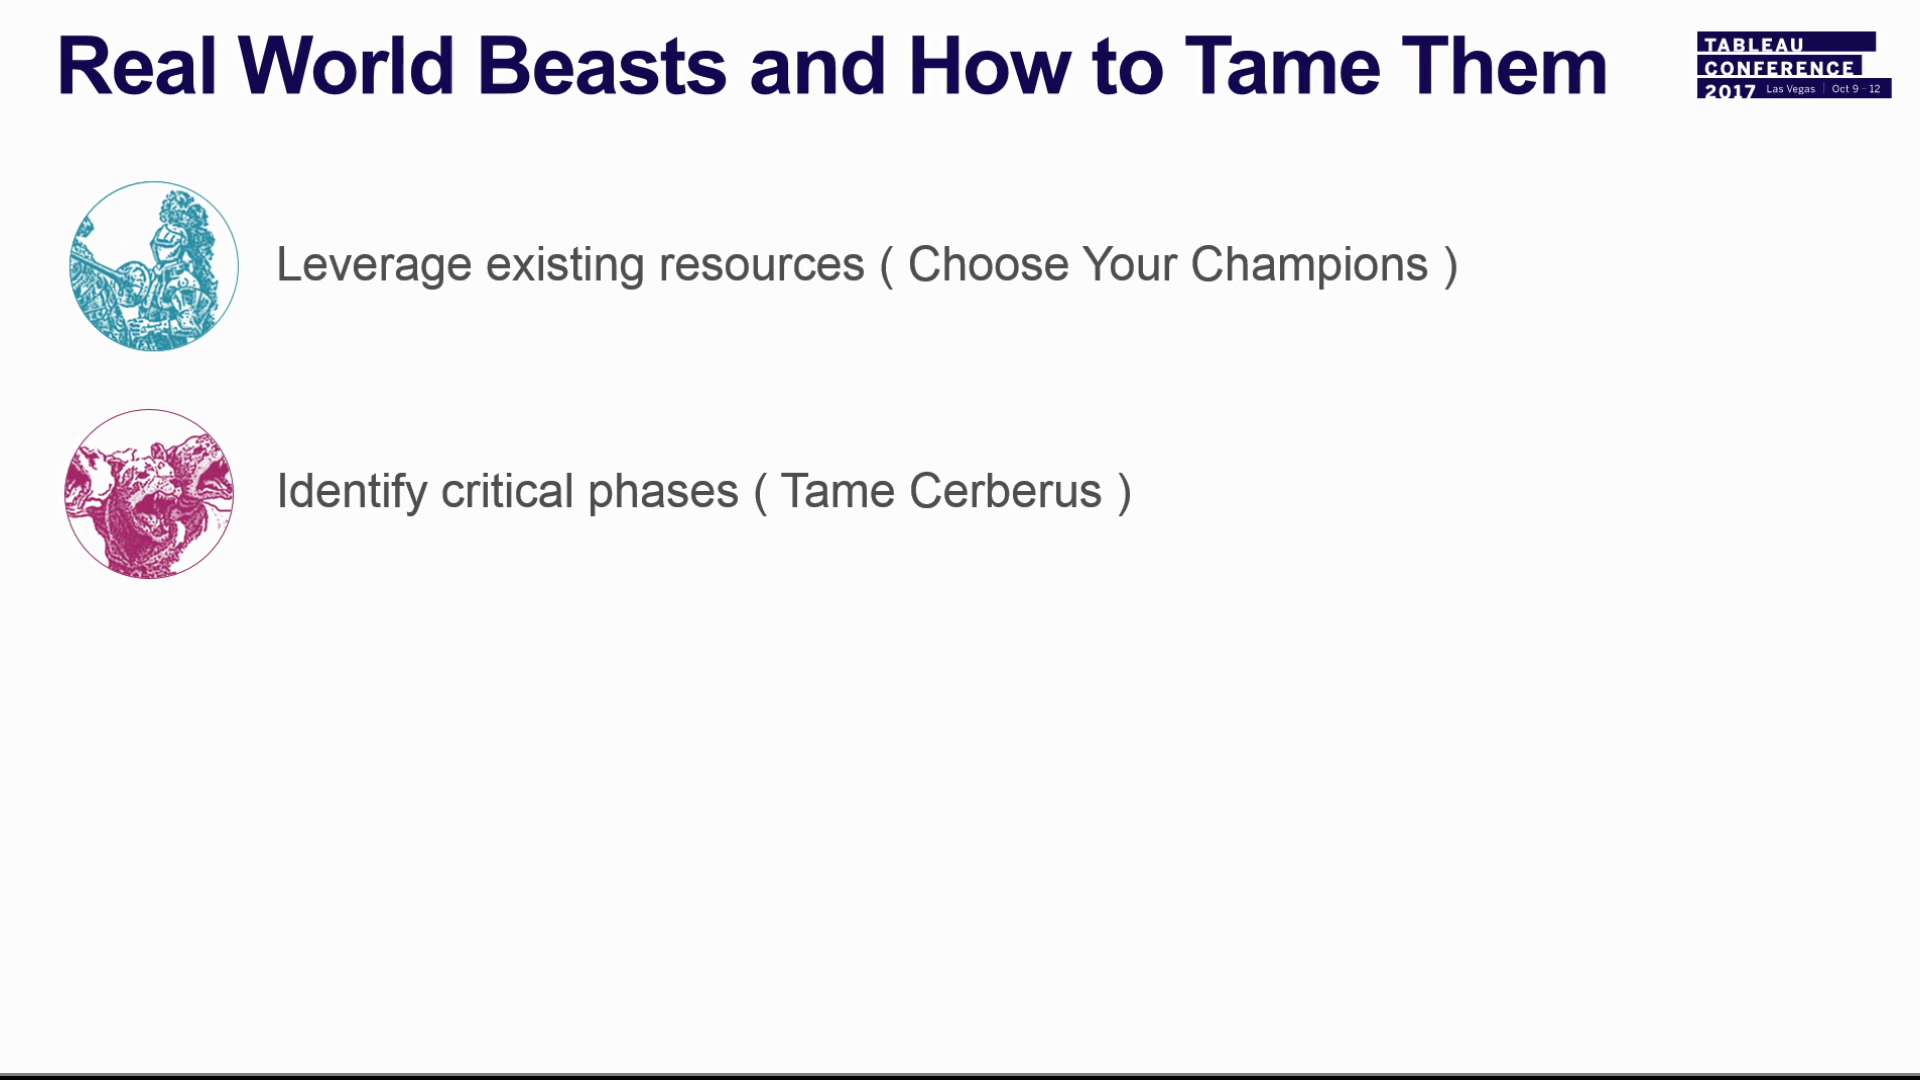 Real World Beasts and How to Tame Them
TABLEAU
CONFERENCE
2017 Las Vegas | Oct 9 - 12
Leverage existing resources ( Choose Your Champions )
Identify critical phases ( Tame Cerberus )